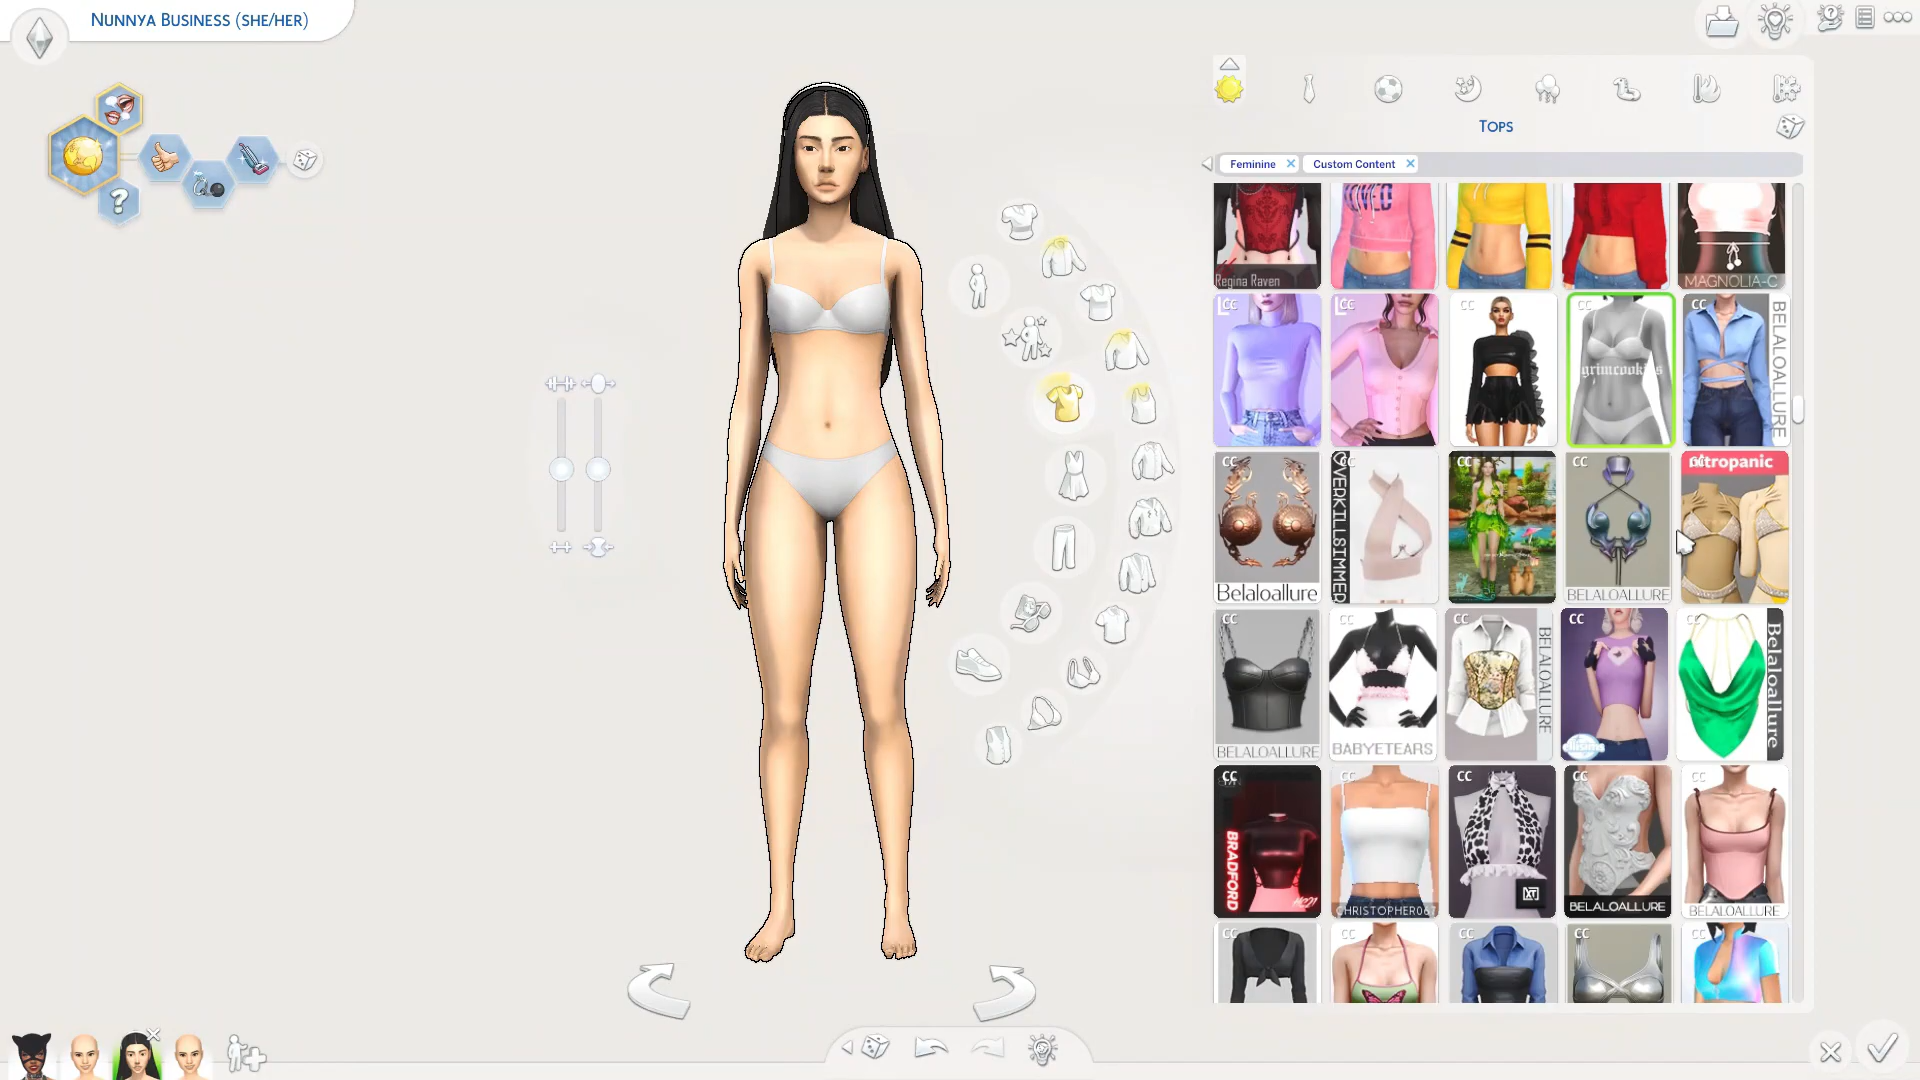 Nunnya Business (she/her)
Tops
Feminine
Custom Content
Regina Raven
MAGNOLIA-C
CC
CC
CC
CC
grimcookies
CC
BELALOALLURE
CC
Belaloallure
CC
OVERKILLSIMMER
CC
CC
BELALOALLURE
CC
BELALOALLURE
CC
BABYETEARS
CC
BELALOALLURE
CC
CC
Belaloallure
CC
BRADFORD
CC
CHRISTOPHER067
CC
CC
BELALOALLURE
CC
BELALOALLURE
CC
CC
CC
CC
CC